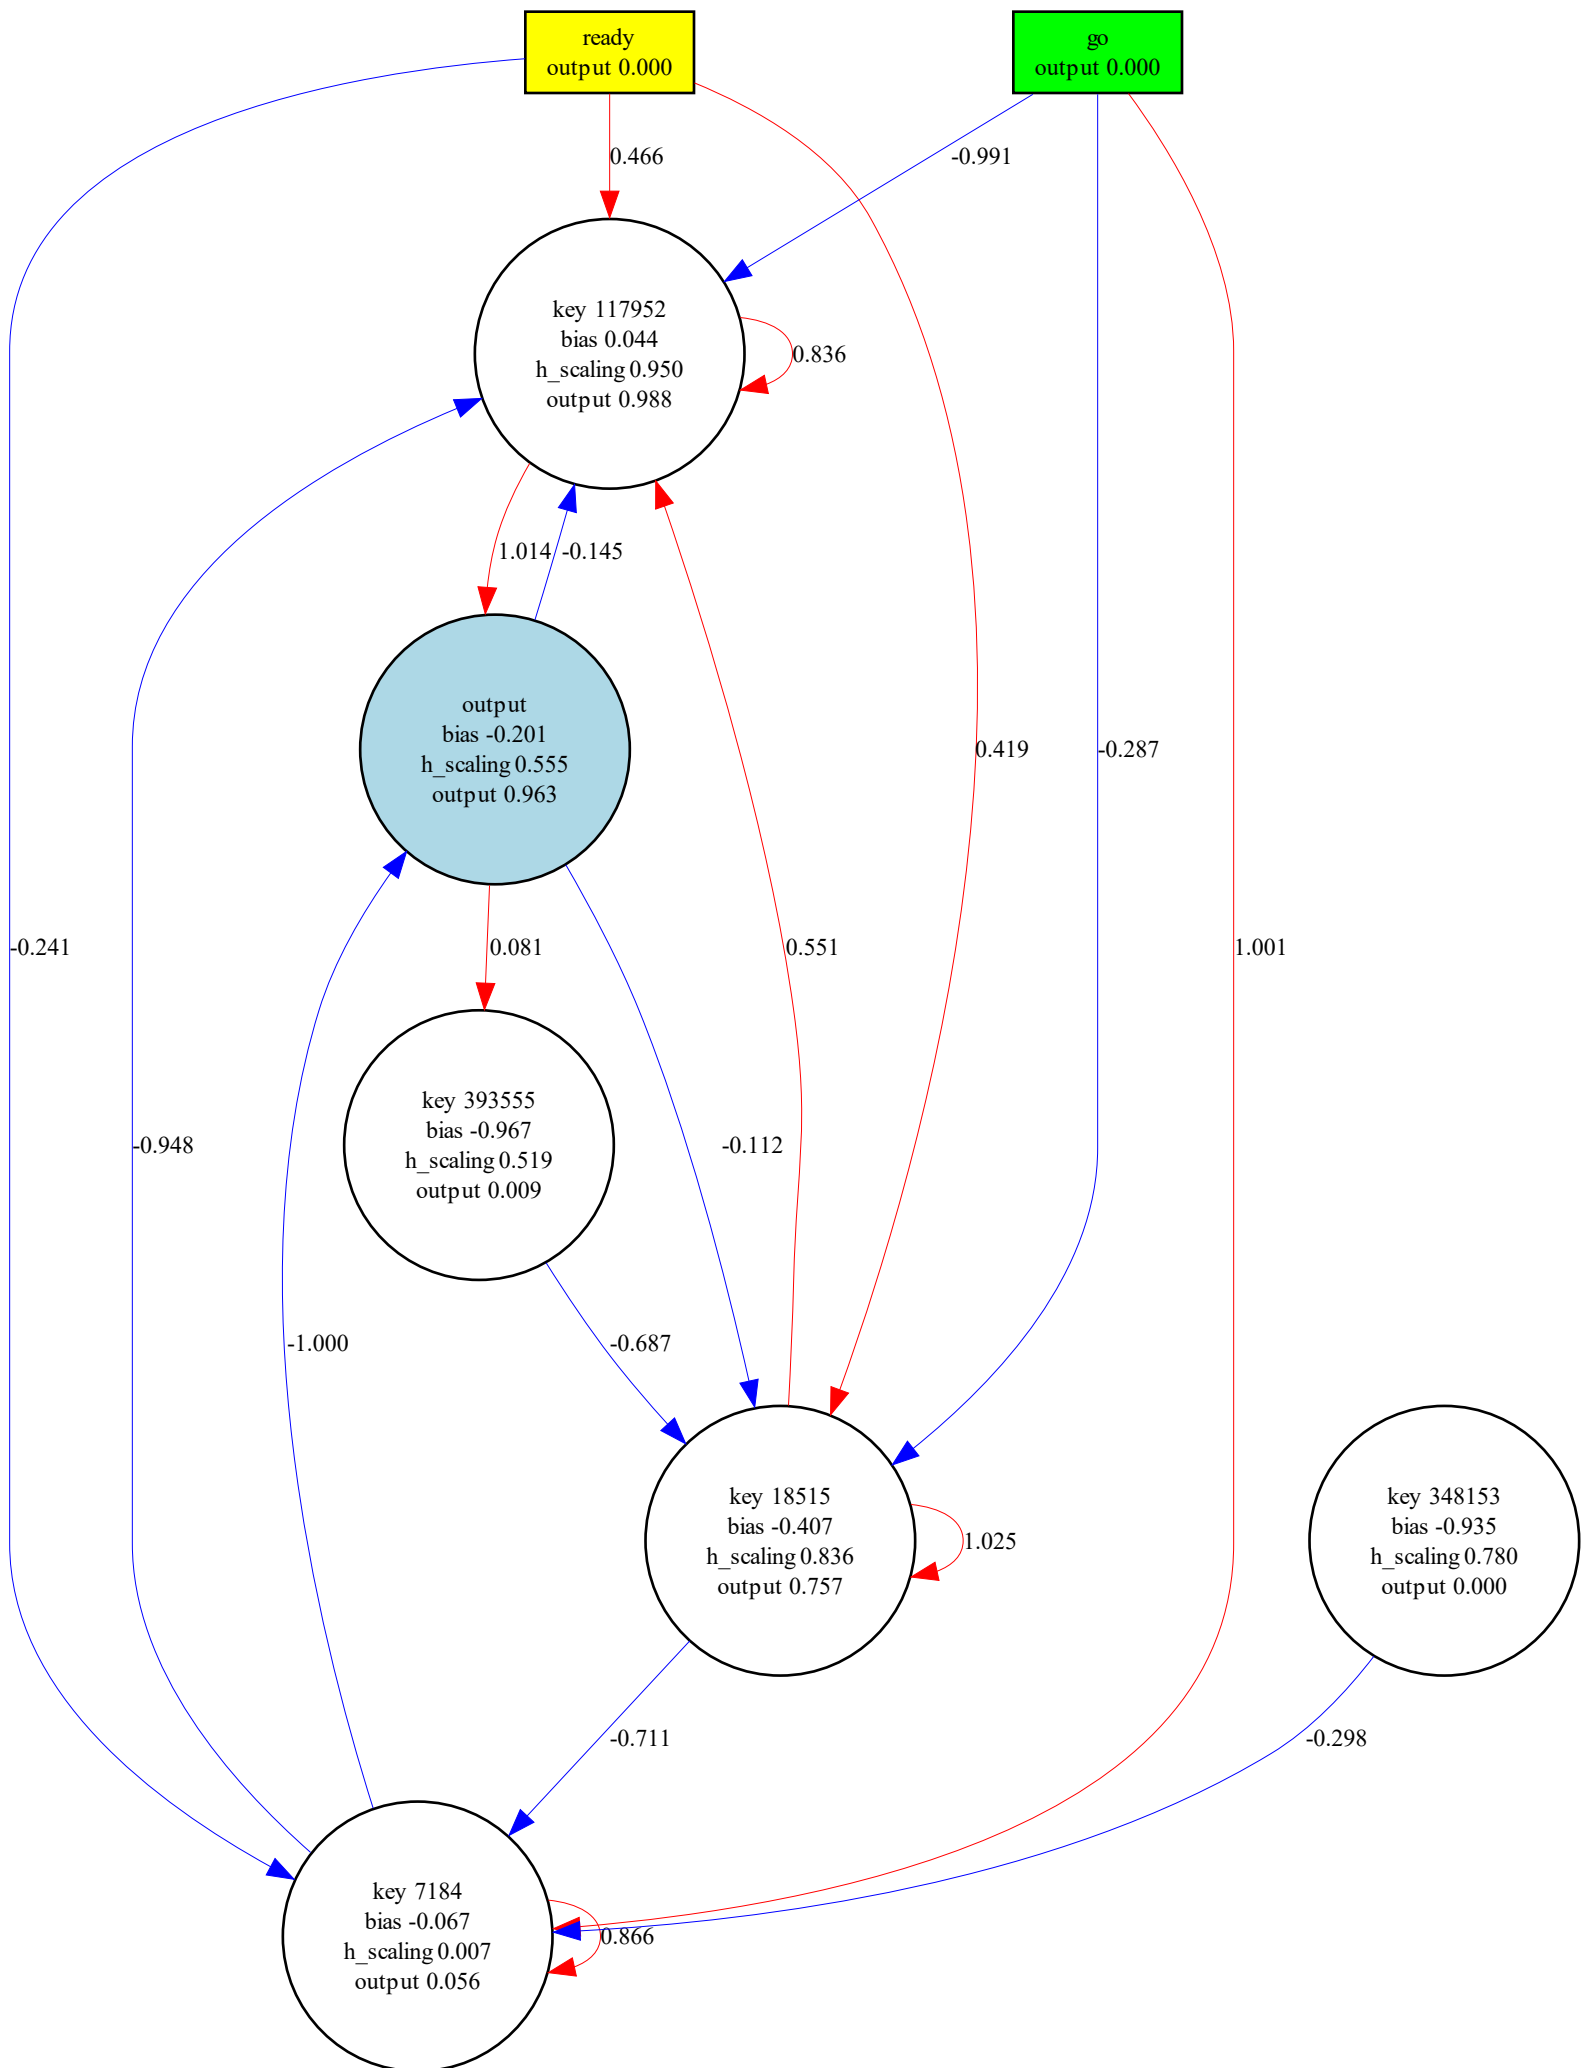 ready
output 0.000
go
output 0.000
0.466
-0.991
key 117952
bias 0.044
h_scaling 0.950
output 0.988
0.836
1.014
-0.145
output
bias -0.201
h_scaling 0.555
output 0.963
0.419
-0.287
-0.241
0.081
0.551
1.001
key 393555
bias -0.967
h_scaling 0.519
output 0.009
-0.948
-0.112
-1.000
-0.687
key 18515
bias -0.407
h_scaling 0.836
output 0.757
1.025
key 348153
bias -0.935
h_scaling 0.780
output 0.000
-0.711
-0.298
key 7184
bias -0.067
h_scaling 0.007
output 0.056
0.866